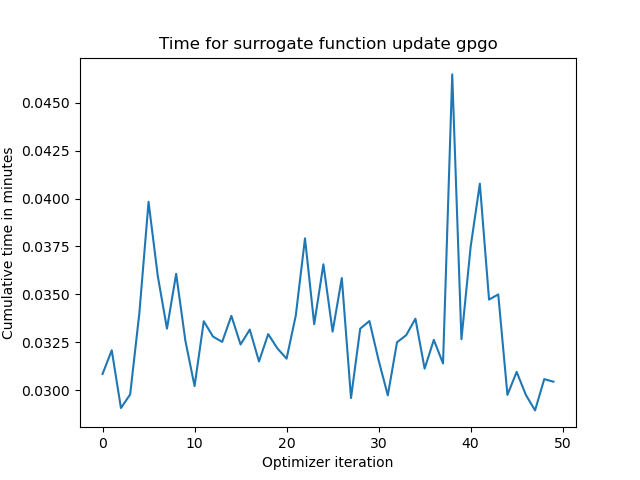 Time for surrogate function update gpgo
Cumulative time in minutes
0.0450
0.0425
0.0400
0.0375
0.0350
0.0325
0.0300
0 10 20 30 40 50
Optimizer iteration